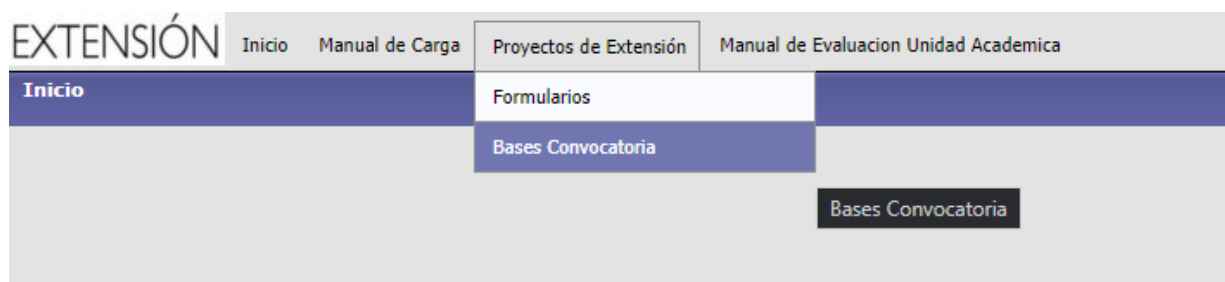 EXTENSIÓN Inicio Manual de Carga Proyectos de Extensión Manual de Evaluacion Unidad Academica
Inicio
Formularios
Bases Convocatoria
Bases Convocatoria